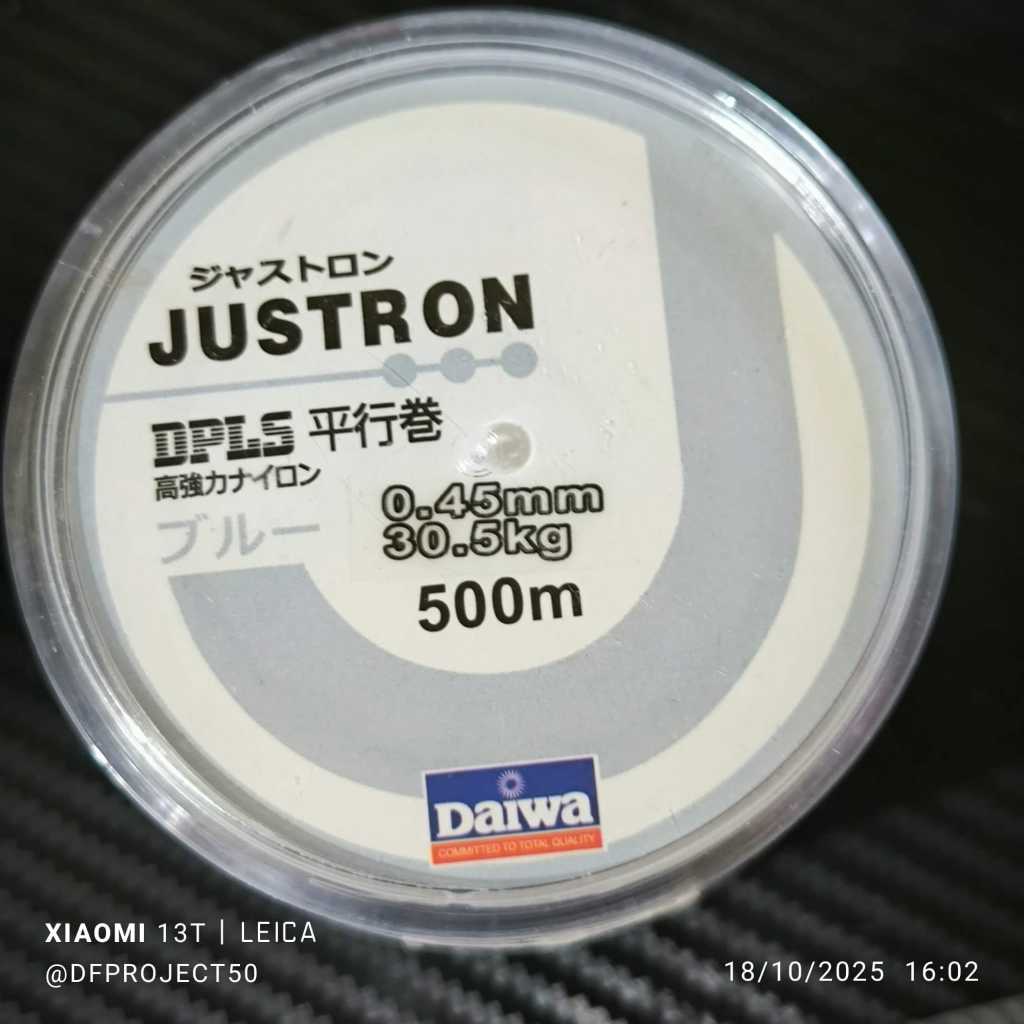 ジャストロン
JUSTRON
DPLS 平行巻
高強力ナイロン
ブルー
0.45mm
30.5kg
500m
Daiwa
COMMITTED TO TOTAL QUALITY
XIAOMI 13T | LEICA
@DFPROJECT50
18/10/2025 16:02